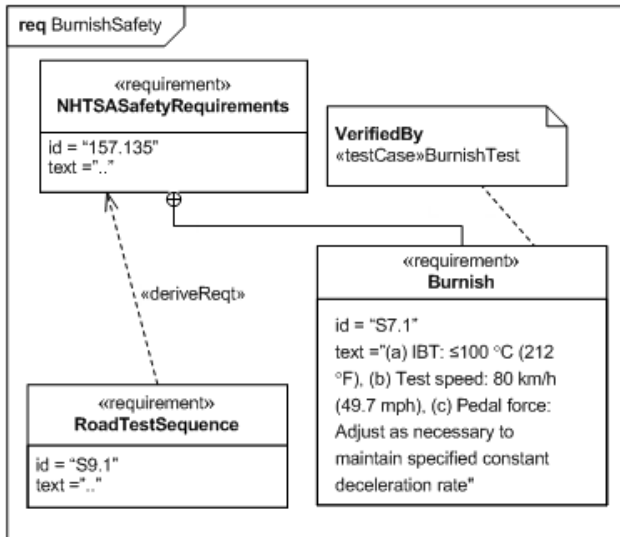 req BurnishSafety
«requirement»
NHTSASafetyRequirements
id = “157.135”
text =”..”
VerifiedBy
«testCase»BurnishTest
«deriveReqt»
«requirement»
Burnish
id = “S7.1”
text =”(a) IBT: ≤100 °C (212
°F), (b) Test speed: 80 km/h
(49.7 mph), (c) Pedal force:
Adjust as necessary to
maintain specified constant
deceleration rate"
«requirement»
RoadTestSequence
id = “S9.1”
text =”..”